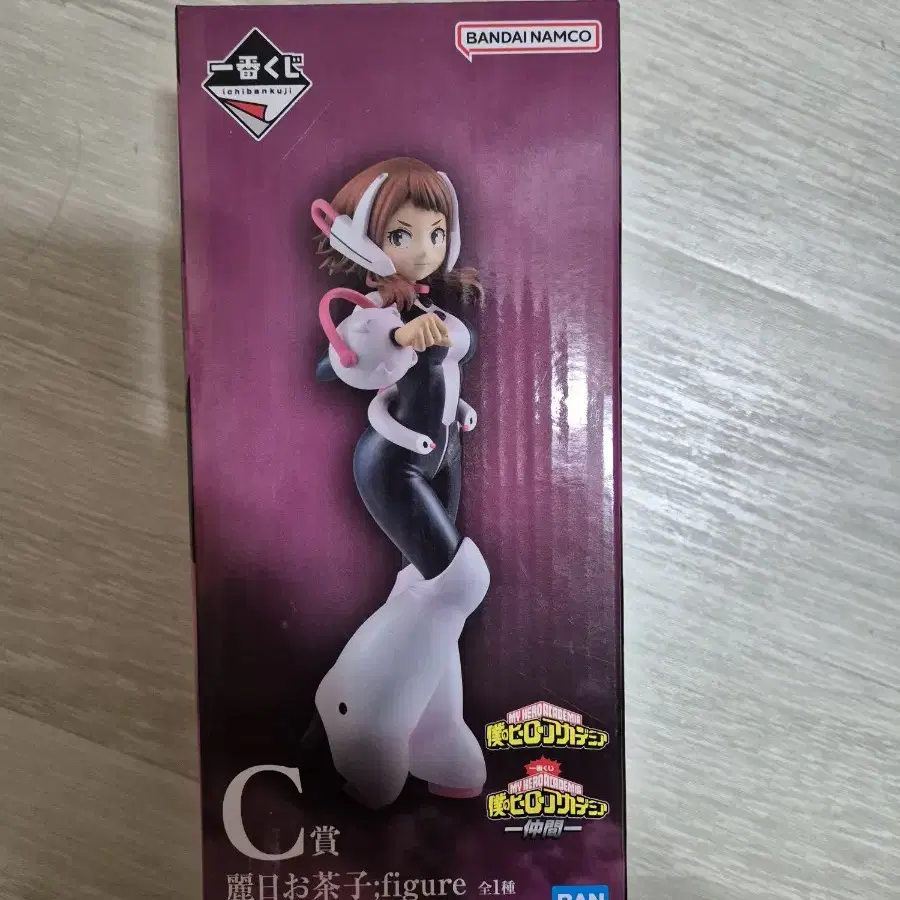 一番くじ
ichibankuji
BANDAI NAMCO
MY HERO ACADEMIA
僕のヒーローアカデミア
一番くじ
MY HERO ACADEMIA
僕のヒーローアカデミア
―仲間―
C賞
麗日お茶子;figure 全1種
BAN